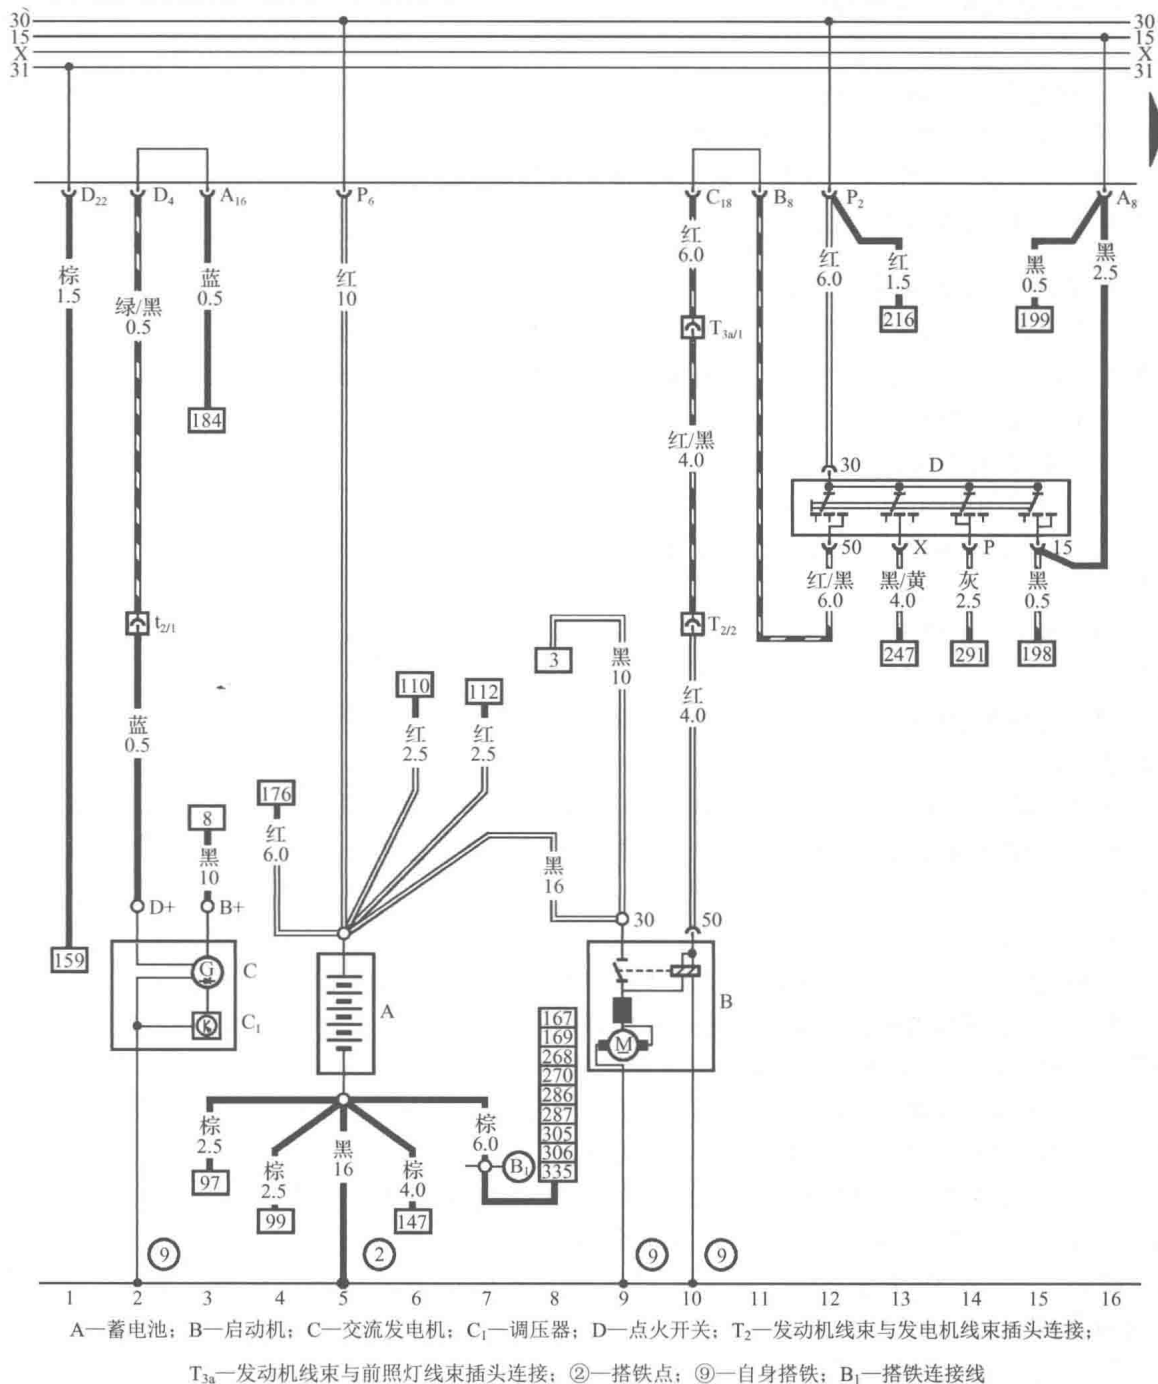 30 30
15 15
X X
31 31
D₂₂ D₄ A₁₆ P₆ C₁₈ B₈ P₂ A₈
棕
1.5
绿/黑
0.5
蓝
0.5
红
10
红
6.0
红
6.0
红
1.5
黑
0.5
黑
2.5
216
199
T3a/1
184
红/黑
4.0
30 D
50 X P 15
红/黑
6.0
黑/黄
4.0
灰
2.5
黑
0.5
t2/1
T2/2
247
291
198
3
黑
10
110
112
红
4.0
蓝
0.5
红
2.5
红
2.5
176
8
红
6.0
黑
10
黑
16
D+ B+
30 50
159
G C
C₁
A
B
M
167
169
268
270
286
287
305
306
335
棕
2.5
棕
2.5
黑
16
棕
4.0
棕
6.0
B₁
97
99
147
⑨ ② ⑨ ⑨
1 2 3 4 5 6 7 8 9 10 11 12 13 14 15 16
A—蓄电池；B—启动机；C—交流发电机；C₁—调压器；D—点火开关；T₂—发动机线束与发电机线束插头连接；
T₃ₐ—发动机线束与前照灯线束插头连接；②—搭铁点；⑨—自身搭铁；B₁—搭铁连接线